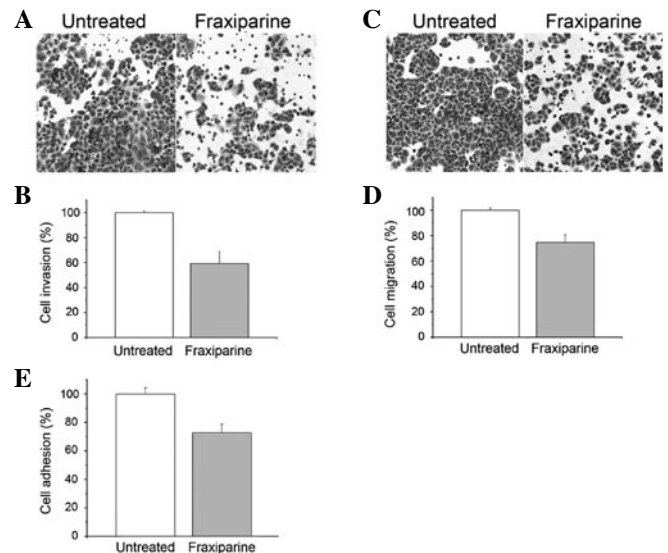 A
Untreated Fraxiparine
B
Cell invasion (%)
100
80
60
40
20
0
Untreated Fraxiparine
C
Untreated Fraxiparine
D
Cell migration (%)
100
80
60
40
20
0
Untreated Fraxiparine
E
Cell adhesion (%)
100
80
60
40
20
0
Untreated Fraxiparine